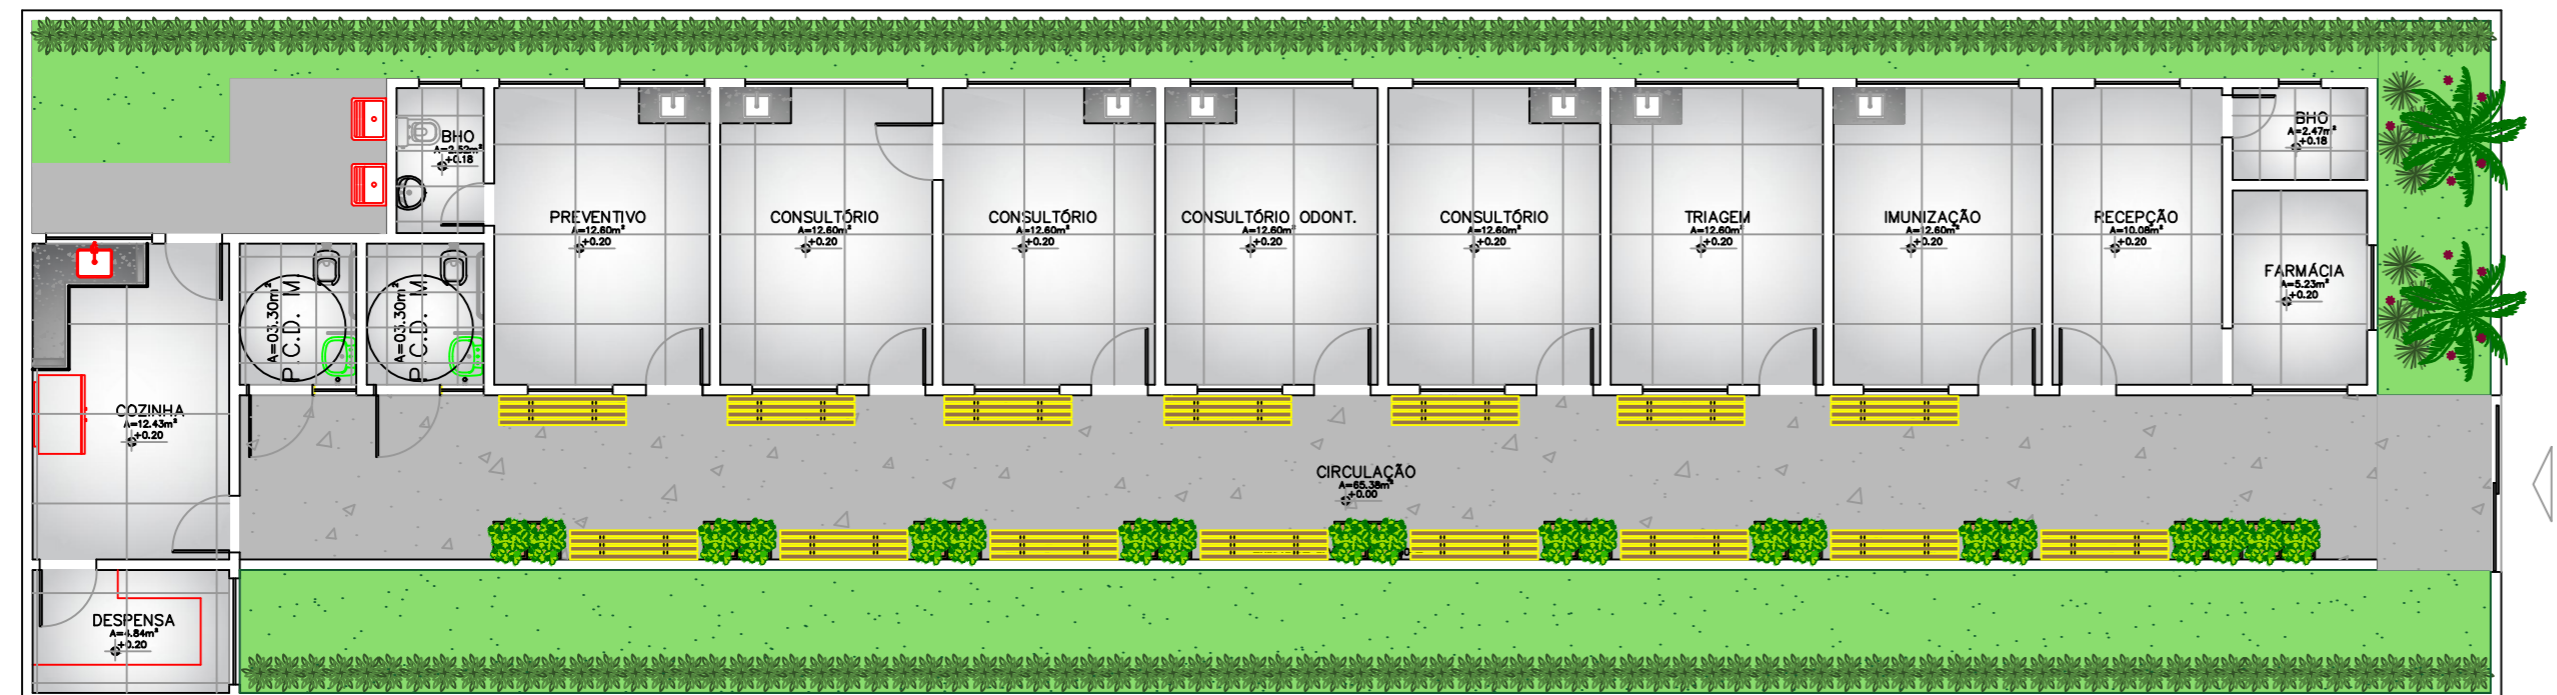 BHO
A=2.52m²
+0.18
PREVENTIVO
A=12.60m²
+0.20
CONSULTÓRIO
A=12.60m²
+0.20
CONSULTÓRIO
A=12.60m²
+0.20
CONSULTÓRIO ODONT.
A=12.60m²
+0.20
CONSULTÓRIO
A=12.60m²
+0.20
TRIAGEM
A=12.60m²
+0.20
IMUNIZAÇÃO
A=12.60m²
+0.20
RECEPÇÃO
A=10.08m²
+0.20
BHO
A=2.47m²
+0.18
FARMÁCIA
A=5.23m²
+0.20
A=03.30m²
P.C.D. M
A=03.30m²
P.C.D. M
COZINHA
A=12.43m²
+0.20
CIRCULAÇÃO
A=65.38m²
+0.00
DESPENSA
A=4.84m²
+0.20